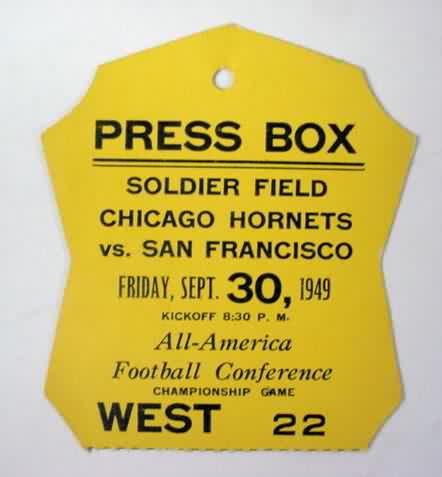 PRESS BOX
SOLDIER FIELD
CHICAGO HORNETS
vs. SAN FRANCISCO
FRIDAY, SEPT. 30, 1949
KICKOFF 8:30 P. M.
All-America
Football Conference
CHAMPIONSHIP GAME
WEST 22